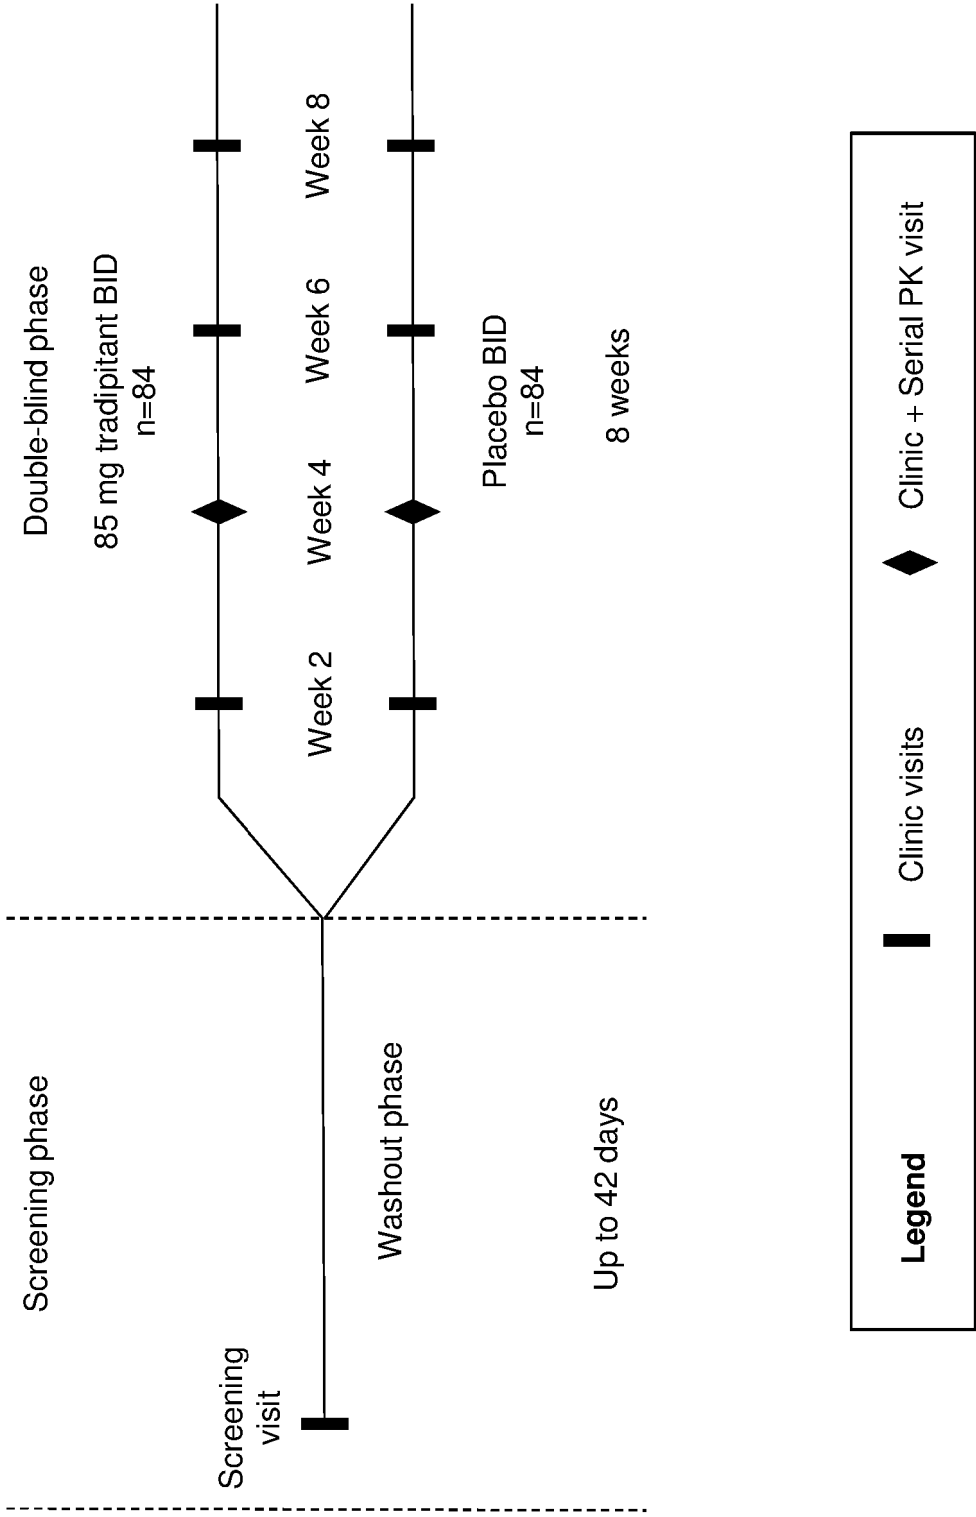 Screening phase
Double-blind phase
85 mg tradipitant BID
n=84
Screening
visit
Week 2
Week 4
Week 6
Week 8
Washout phase
Placebo BID
n=84
Up to 42 days
8 weeks
Legend
Clinic visits
Clinic + Serial PK visit